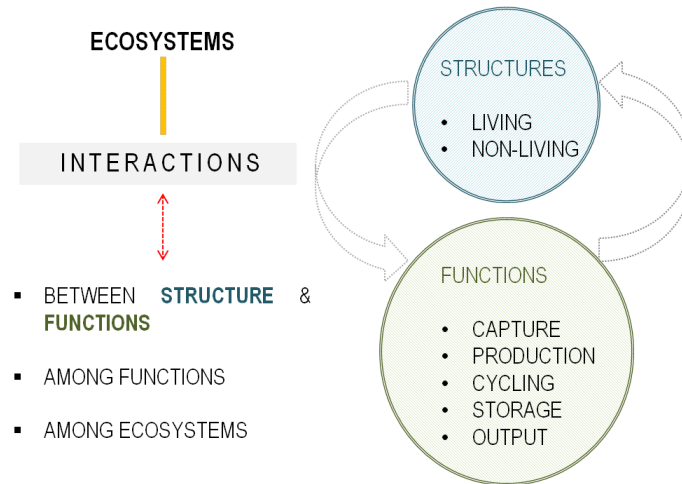 ECOSYSTEMS
INTERACTIONS
▪ BETWEEN STRUCTURE &
FUNCTIONS
▪ AMONG FUNCTIONS
▪ AMONG ECOSYSTEMS
STRUCTURES
• LIVING
• NON-LIVING
FUNCTIONS
• CAPTURE
• PRODUCTION
• CYCLING
• STORAGE
• OUTPUT